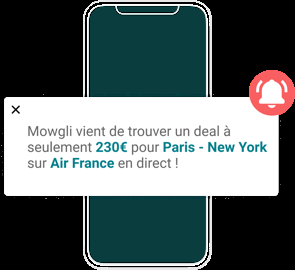 ×
Mowgli vient de trouver un deal à
seulement 230€ pour Paris - New York
sur Air France en direct !